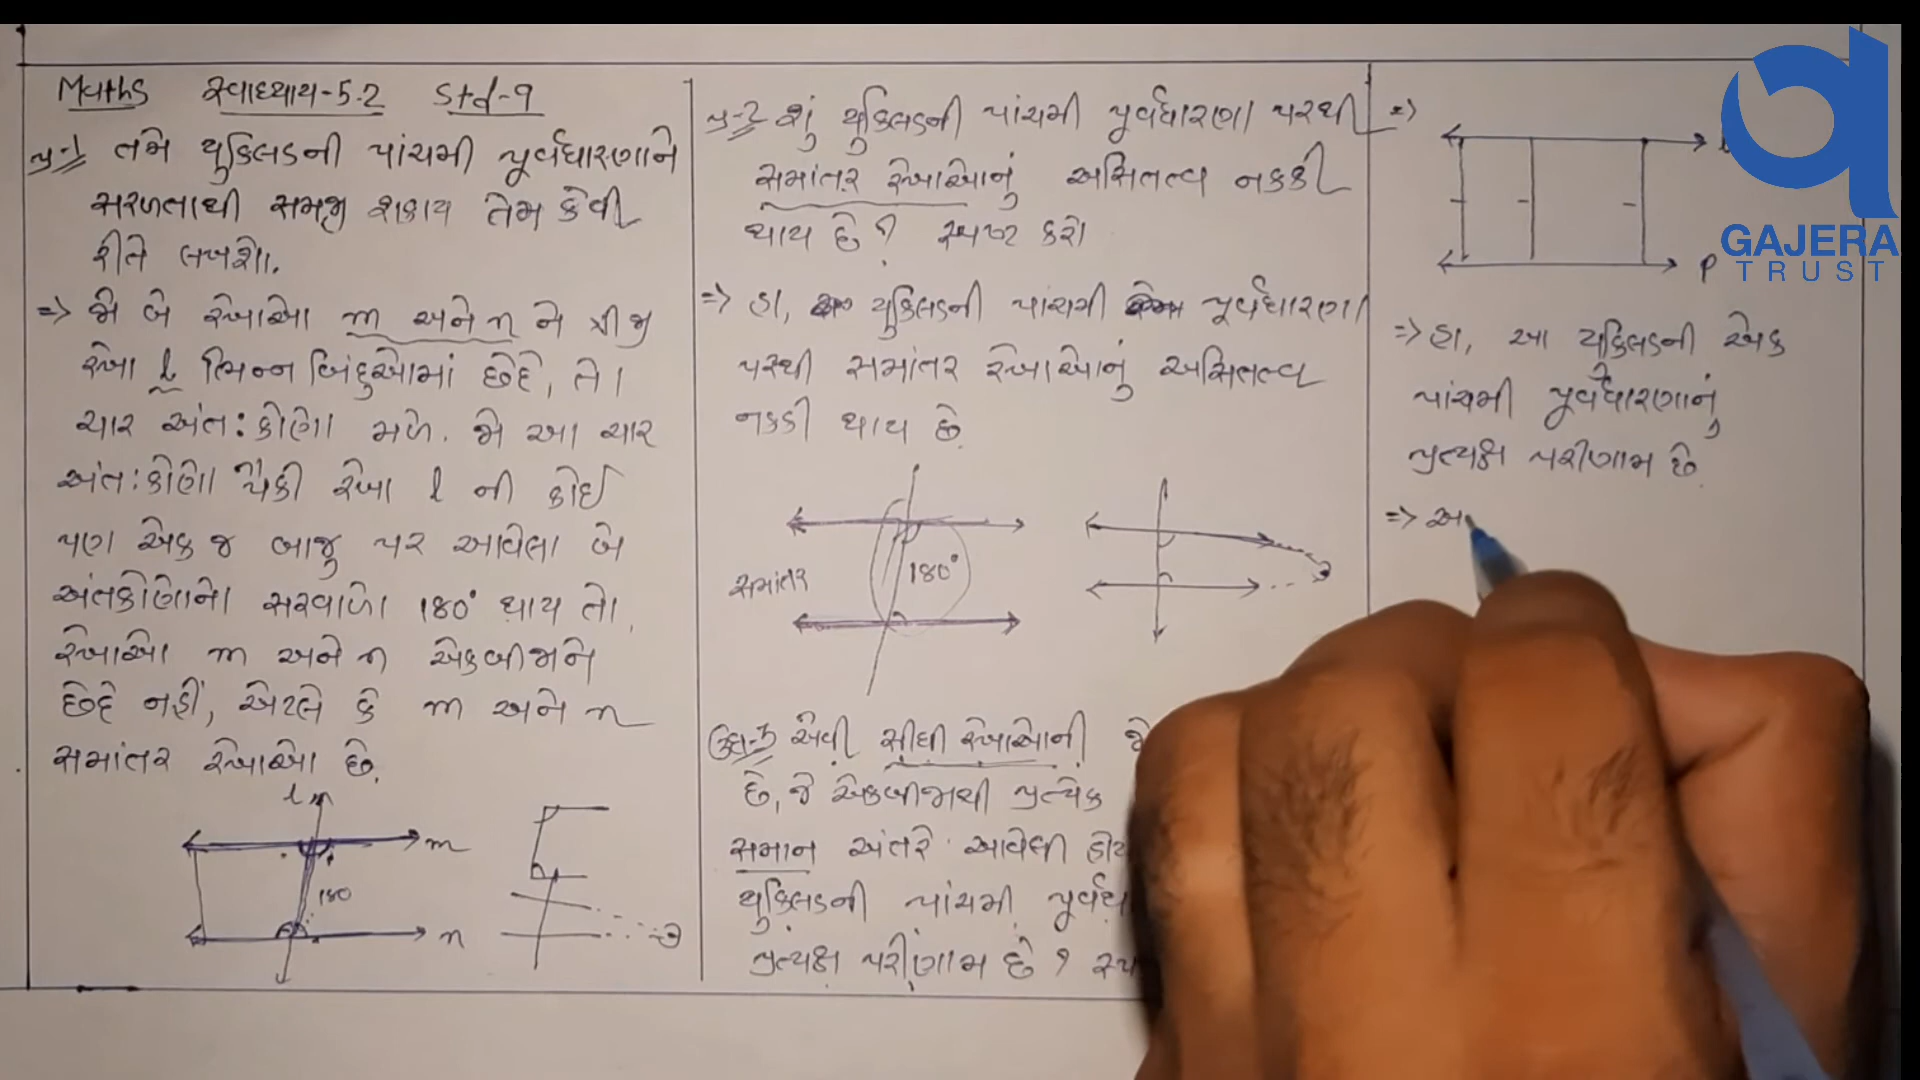 Maths સ્વાધ્યાય-5.2 std-9
પ્ર-1 તમે યુક્લિડની પાંચમી પૂર્વધારણાને
સરળતાથી સમજી શકાય તેમ કેવી
રીતે લખશો.
=> જો બે રેખાઓ m અને n ને ત્રીજી
રેખા l ભિન્ન બિંદુઓમાં છેદે, તો
ચાર અંત:કોણો મળે. જો આ ચાર
અંત:કોણો પૈકી રેખા l ની કોઈ
પણ એક જ બાજુ પર આવેલા બે
અંતકોણોનો સરવાળો 180° થાય તો
રેખાઓ m અને n એકબીજાને
છેદે નહીં, એટલે કે m અને n
સમાંતર રેખાઓ છે.
l
m
180
n
પ્ર-2 શું યુક્લિડની પાંચમી પૂર્વધારણા પરથી
સમાંતર રેખાઓનું અસ્તિત્વ નક્કી
થાય છે? સ્પષ્ટ કરો
=> હા, યુક્લિડની પાંચમી પૂર્વધારણા
પરથી સમાંતર રેખાઓનું અસ્તિત્વ
નક્કી થાય છે.
180°
સમાંતર
ઉદા-3 એવી સીધી રેખાઓની
છે, જે એકબીજાથી પ્રત્યેક
સમાન અંતરે આવેલી
યુક્લિડની પાંચમી
પ્રત્યક્ષ પરીણામ છે?
=>
p
=> હા, આ યુક્લિડની એક
પાંચમી પૂર્વધારણાનું
પ્રત્યક્ષ પરીણામ છે.
=>
GAJERA
TRUST